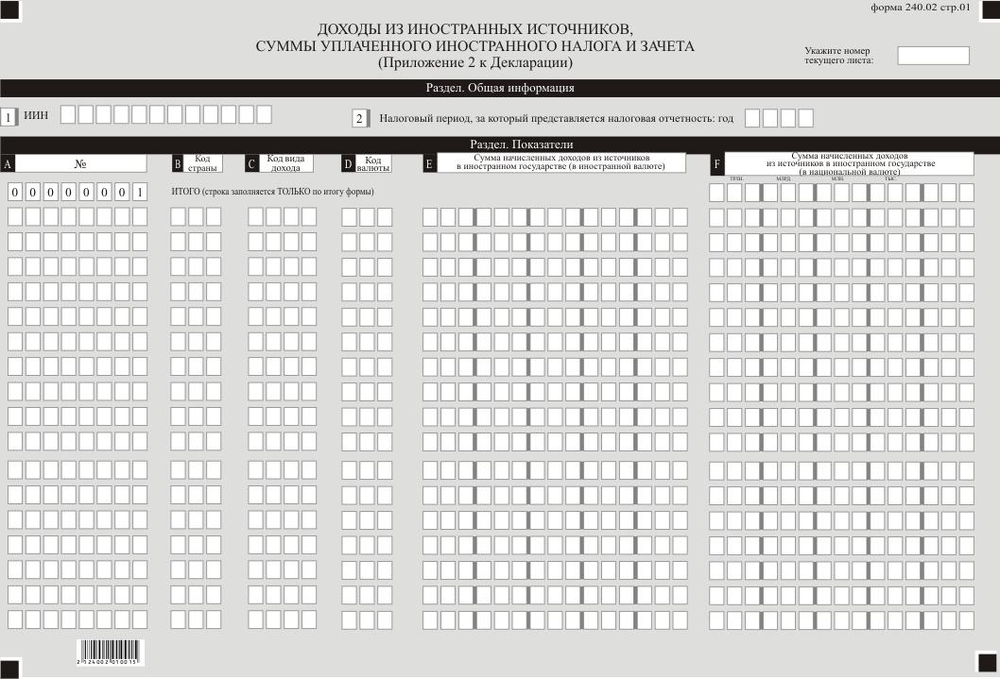 форма 240.02 стр.01
ДОХОДЫ ИЗ ИНОСТРАННЫХ ИСТОЧНИКОВ,
СУММЫ УПЛАЧЕННОГО ИНОСТРАННОГО НАЛОГА И ЗАЧЕТА
(Приложение 2 к Декларации)
Укажите номер
текущего листа:
Раздел. Общая информация
1 ИИН
2 Налоговый период, за который представляется налоговая отчетность: год
Раздел. Показатели
A №
B Код
страны
C Код вида
дохода
D Код
валюты
E Сумма начисленных доходов из источников
в иностранном государстве (в иностранной валюте)
F Сумма начисленных доходов
из источников в иностранном государстве
(в национальной валюте)
ТРЛН. МЛРД. МЛН. ТЫС.
0 0 0 0 0 0 0 1 ИТОГО (строка заполняется ТОЛЬКО по итогу формы)
2 124002 010015